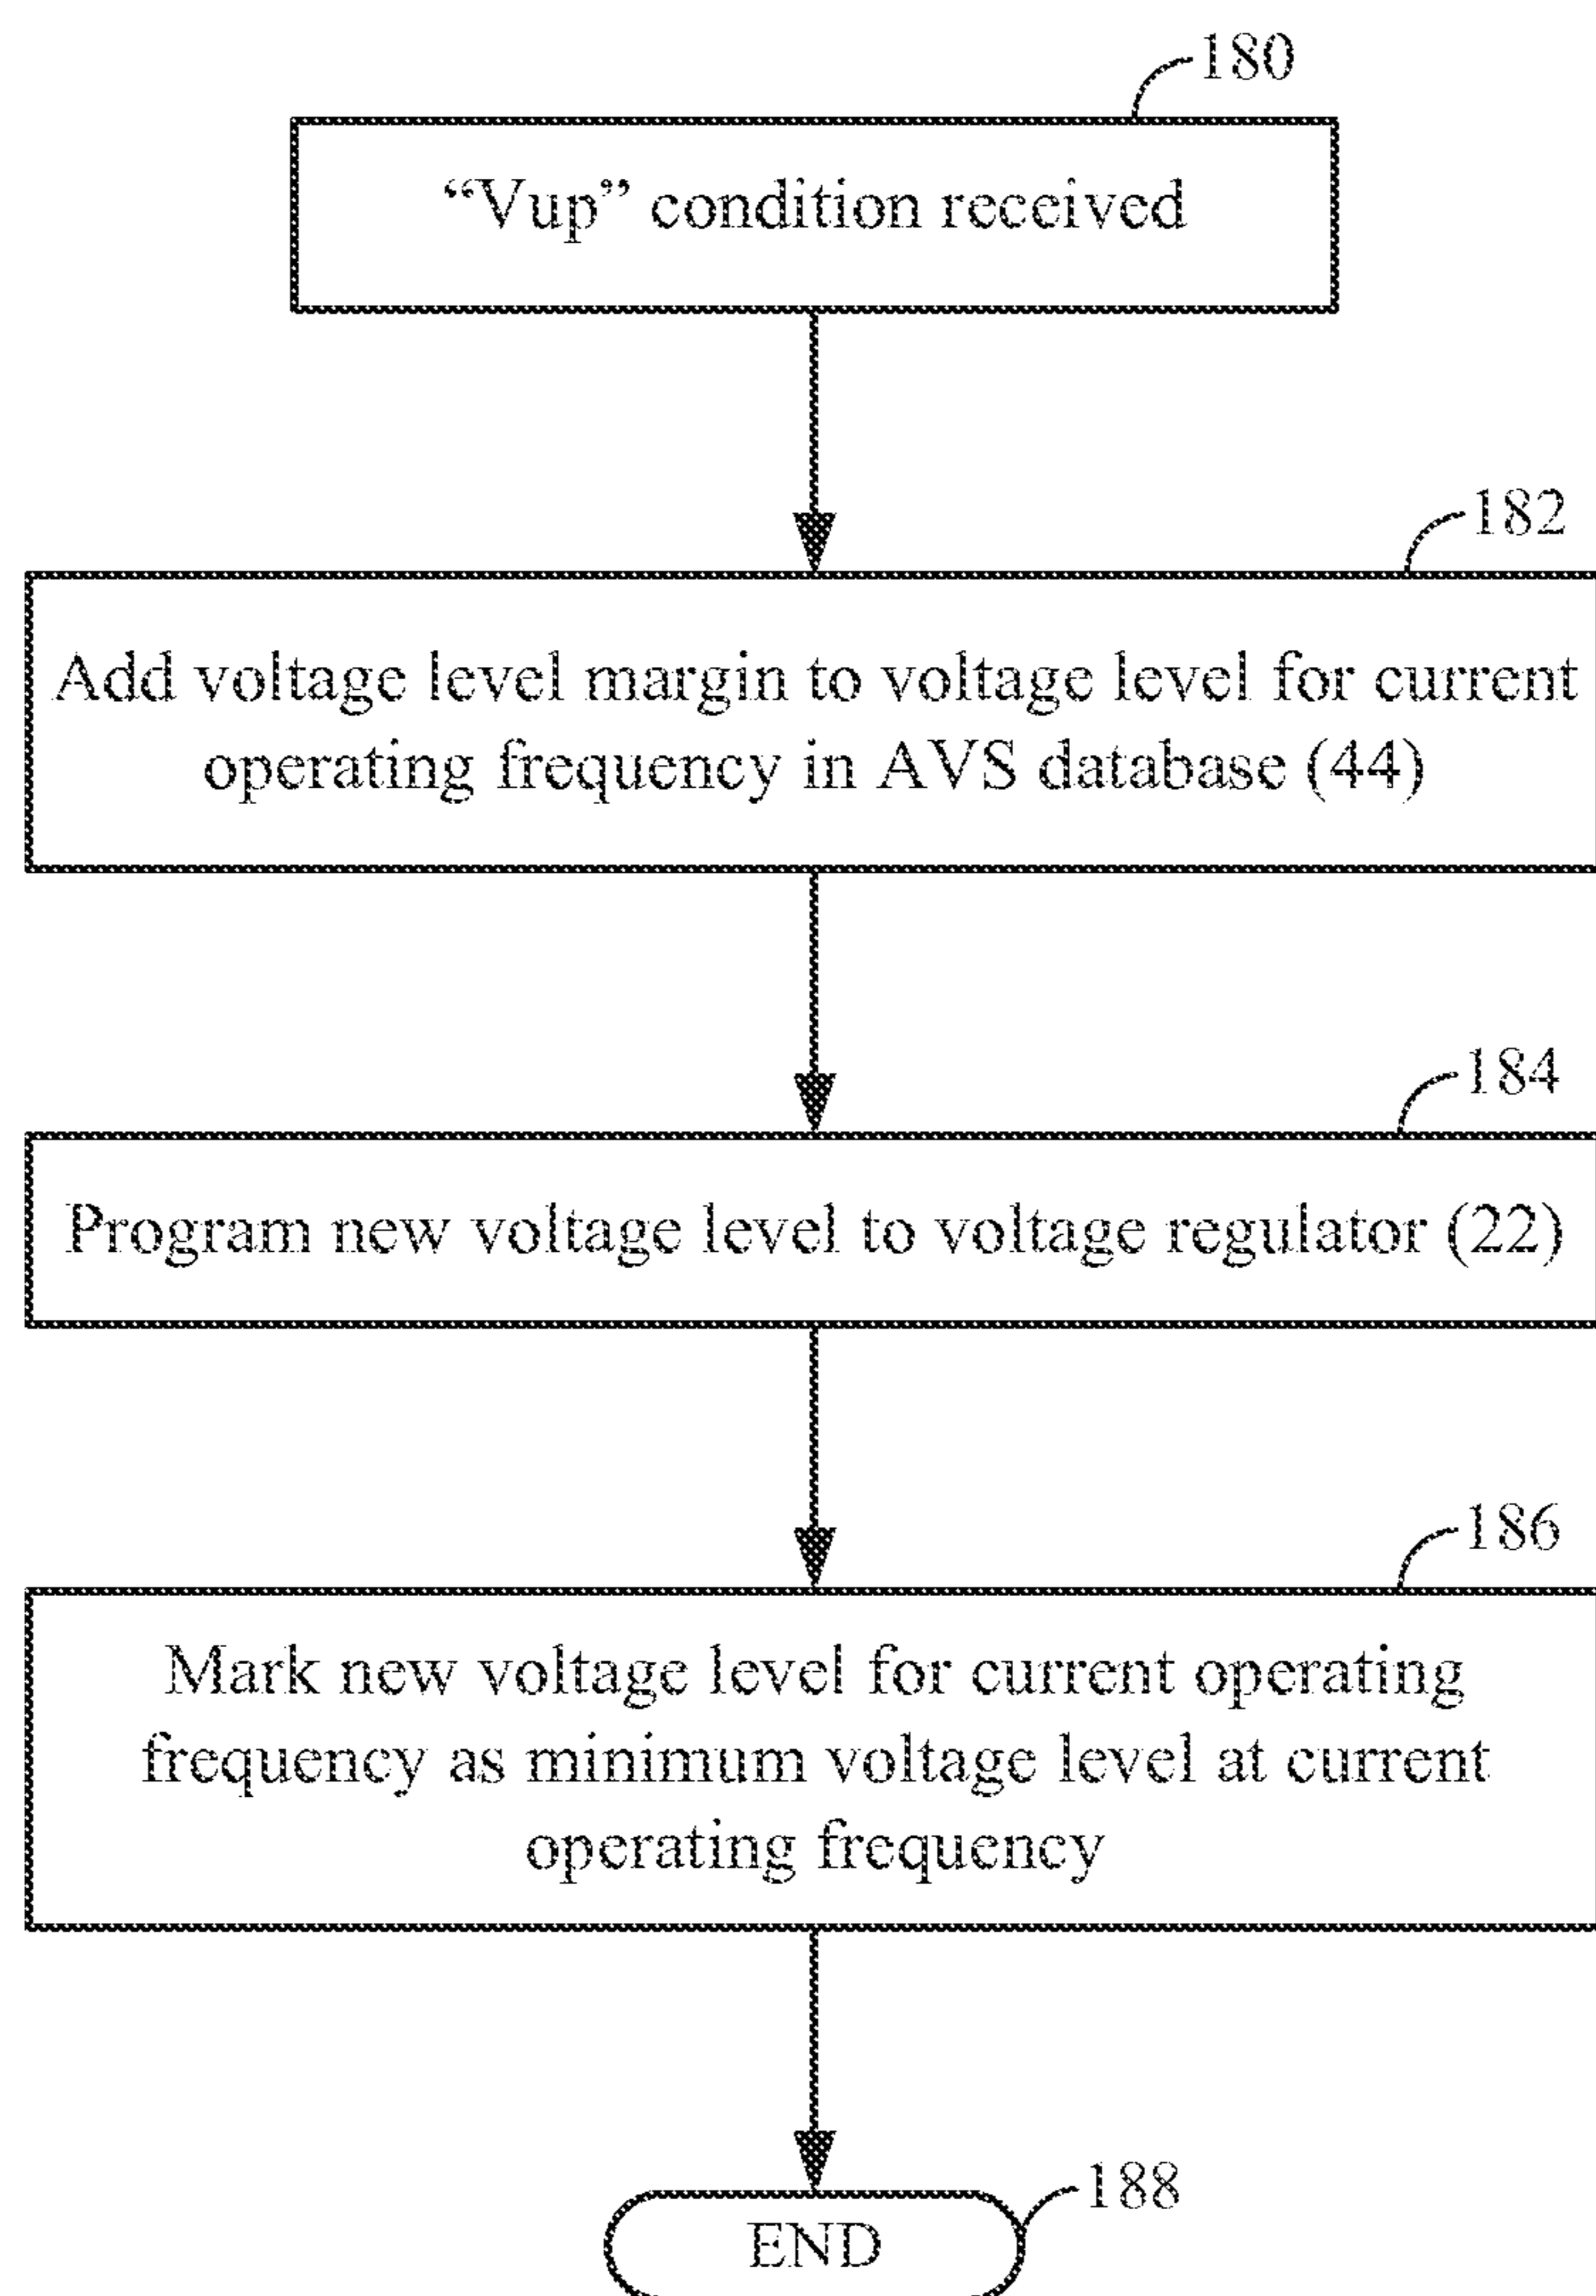 180
“Vup” condition received
182
Add voltage level margin to voltage level for current
operating frequency in AVS database (44)
184
Program new voltage level to voltage regulator (22)
186
Mark new voltage level for current operating
frequency as minimum voltage level at current
operating frequency
188
END